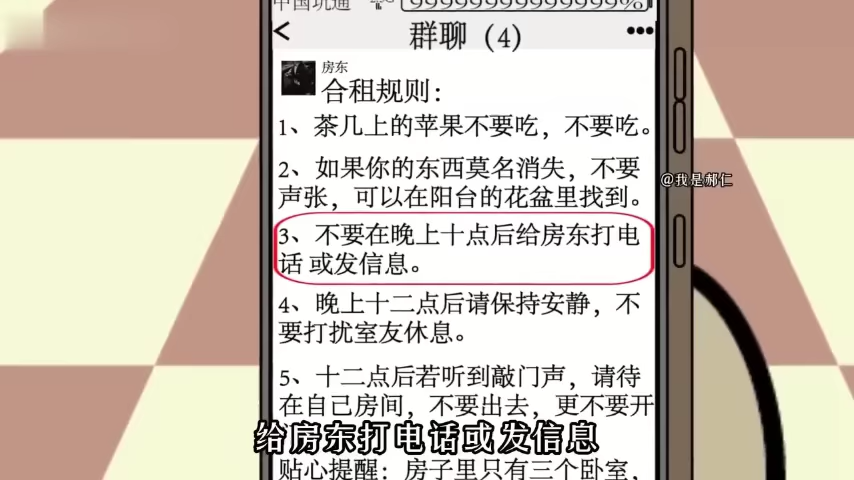 中国坑通
99999999999999%
群聊（4）
房东
合租规则：
1、茶几上的苹果不要吃，不要吃。
2、如果你的东西莫名消失，不要
声张，可以在阳台的花盆里找到。
@我是郝仁
3、不要在晚上十点后给房东打电
话 或发信息。
4、晚上十二点后请保持安静，不
要打扰室友休息。
5、十二点后若听到敲门声，请待
在自己房间，不要出去，更不要开
给房东打电话或发信息
贴心提醒：房子里只有三个卧室，